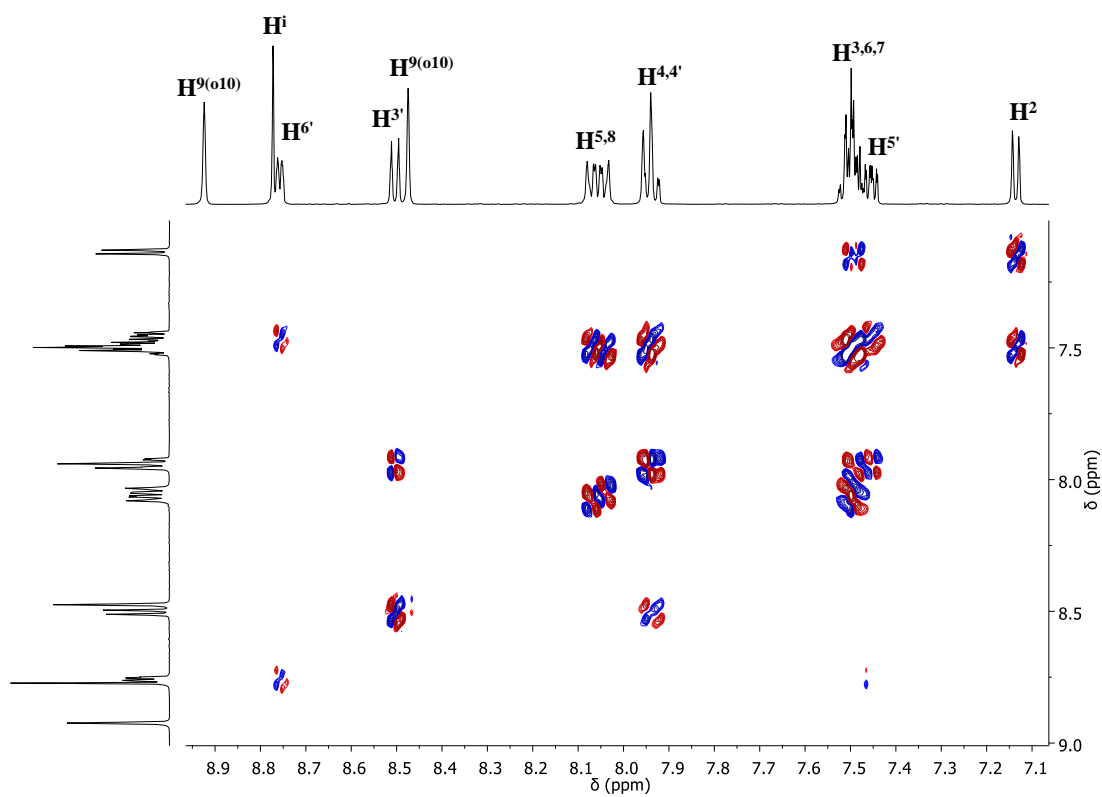 Hⁱ
H³,⁶,⁷
H⁹⁽ᵒ¹⁰⁾
H⁹⁽ᵒ¹⁰⁾
H⁴,⁴'
H⁶'
H³'
H⁵,⁸
H⁵'
H²
7.5
8.0
8.5
9.0
δ (ppm)
8.9 8.8 8.7 8.6 8.5 8.4 8.3 8.2 8.1 8.0 7.9 7.8 7.7 7.6 7.5 7.4 7.3 7.2 7.1
δ (ppm)